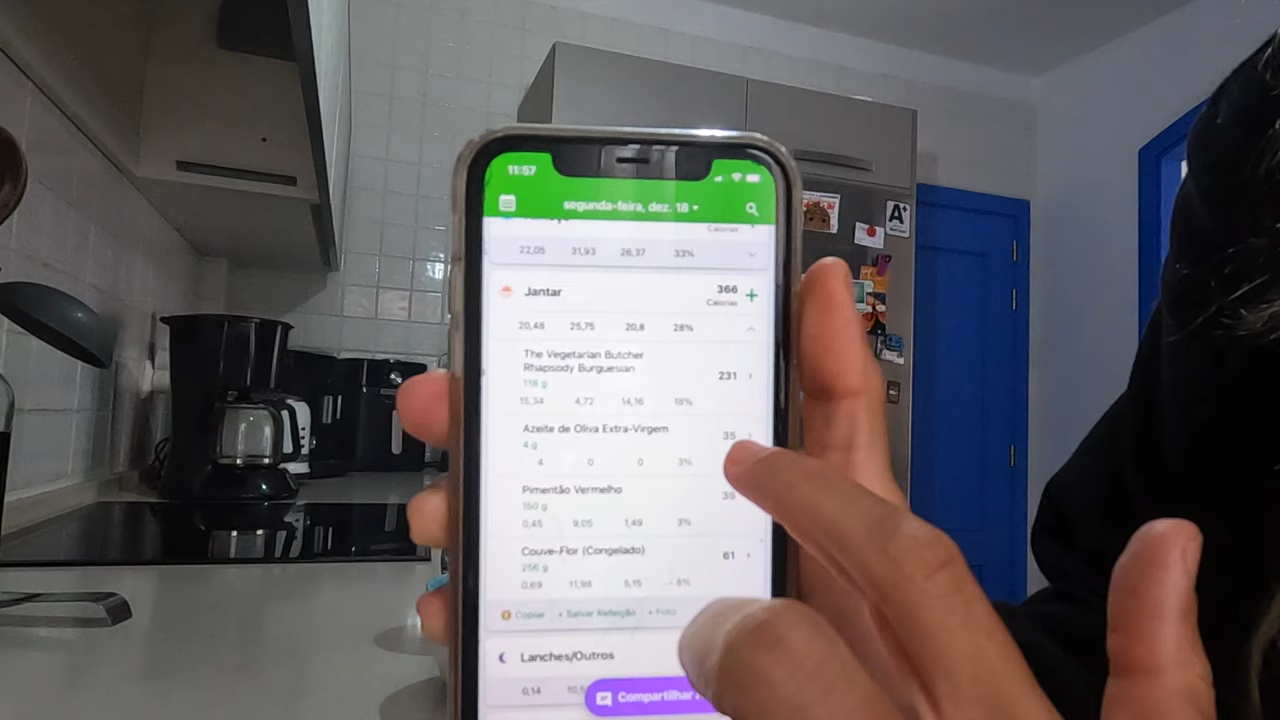 11:57
segunda-feira, dez. 18
Calorias
22,05 31,93 26,37 33%
Jantar 366
Calorias
20,48 25,75 20,8 28%
The Vegetarian Butcher
Rhapsody Burguesian 231
118 g
15,34 4,72 14,16 18%
Azeite de Oliva Extra-Virgem 35
4 g
4 0 0 3%
Pimentão Vermelho 39
150 g
0,45 9,05 1,49 3%
Couve-Flor (Congelado) 61
256 g
0,69 11,98 5,15 5%
Copiar • Salvar Refeição • Foto
Lanches/Outros
0,14
Compartilhar
A+